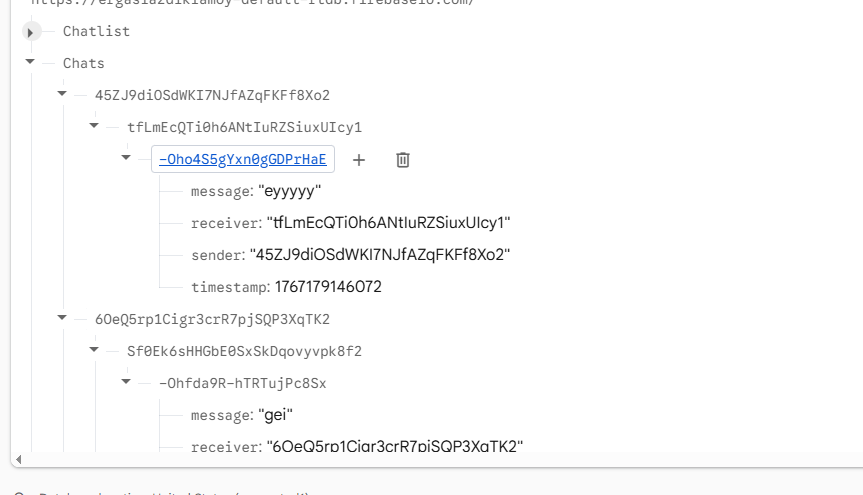 Chatlist
Chats
45ZJ9diOSdWKI7NJfAZqFKFf8Xo2
tfLmEcQTi0h6ANtIuRZSiuxUIcy1
-Oho4S5gYxn0gGDPrHaE
message: "eyyyyy"
receiver: "tfLmEcQTi0h6ANtIuRZSiuxUIcy1"
sender: "45ZJ9diOSdWKI7NJfAZqFKFf8Xo2"
timestamp: 1767179146072
6OeQ5rp1Cigr3crR7pjSQP3XqTK2
Sf0Ek6sHHGbE0SxSkDqovyvpk8f2
-Ohfda9R-hTRTujPc8Sx
message: "gei"
receiver: "6OeQ5rp1Cigr3crR7pjSQP3XqTK2"